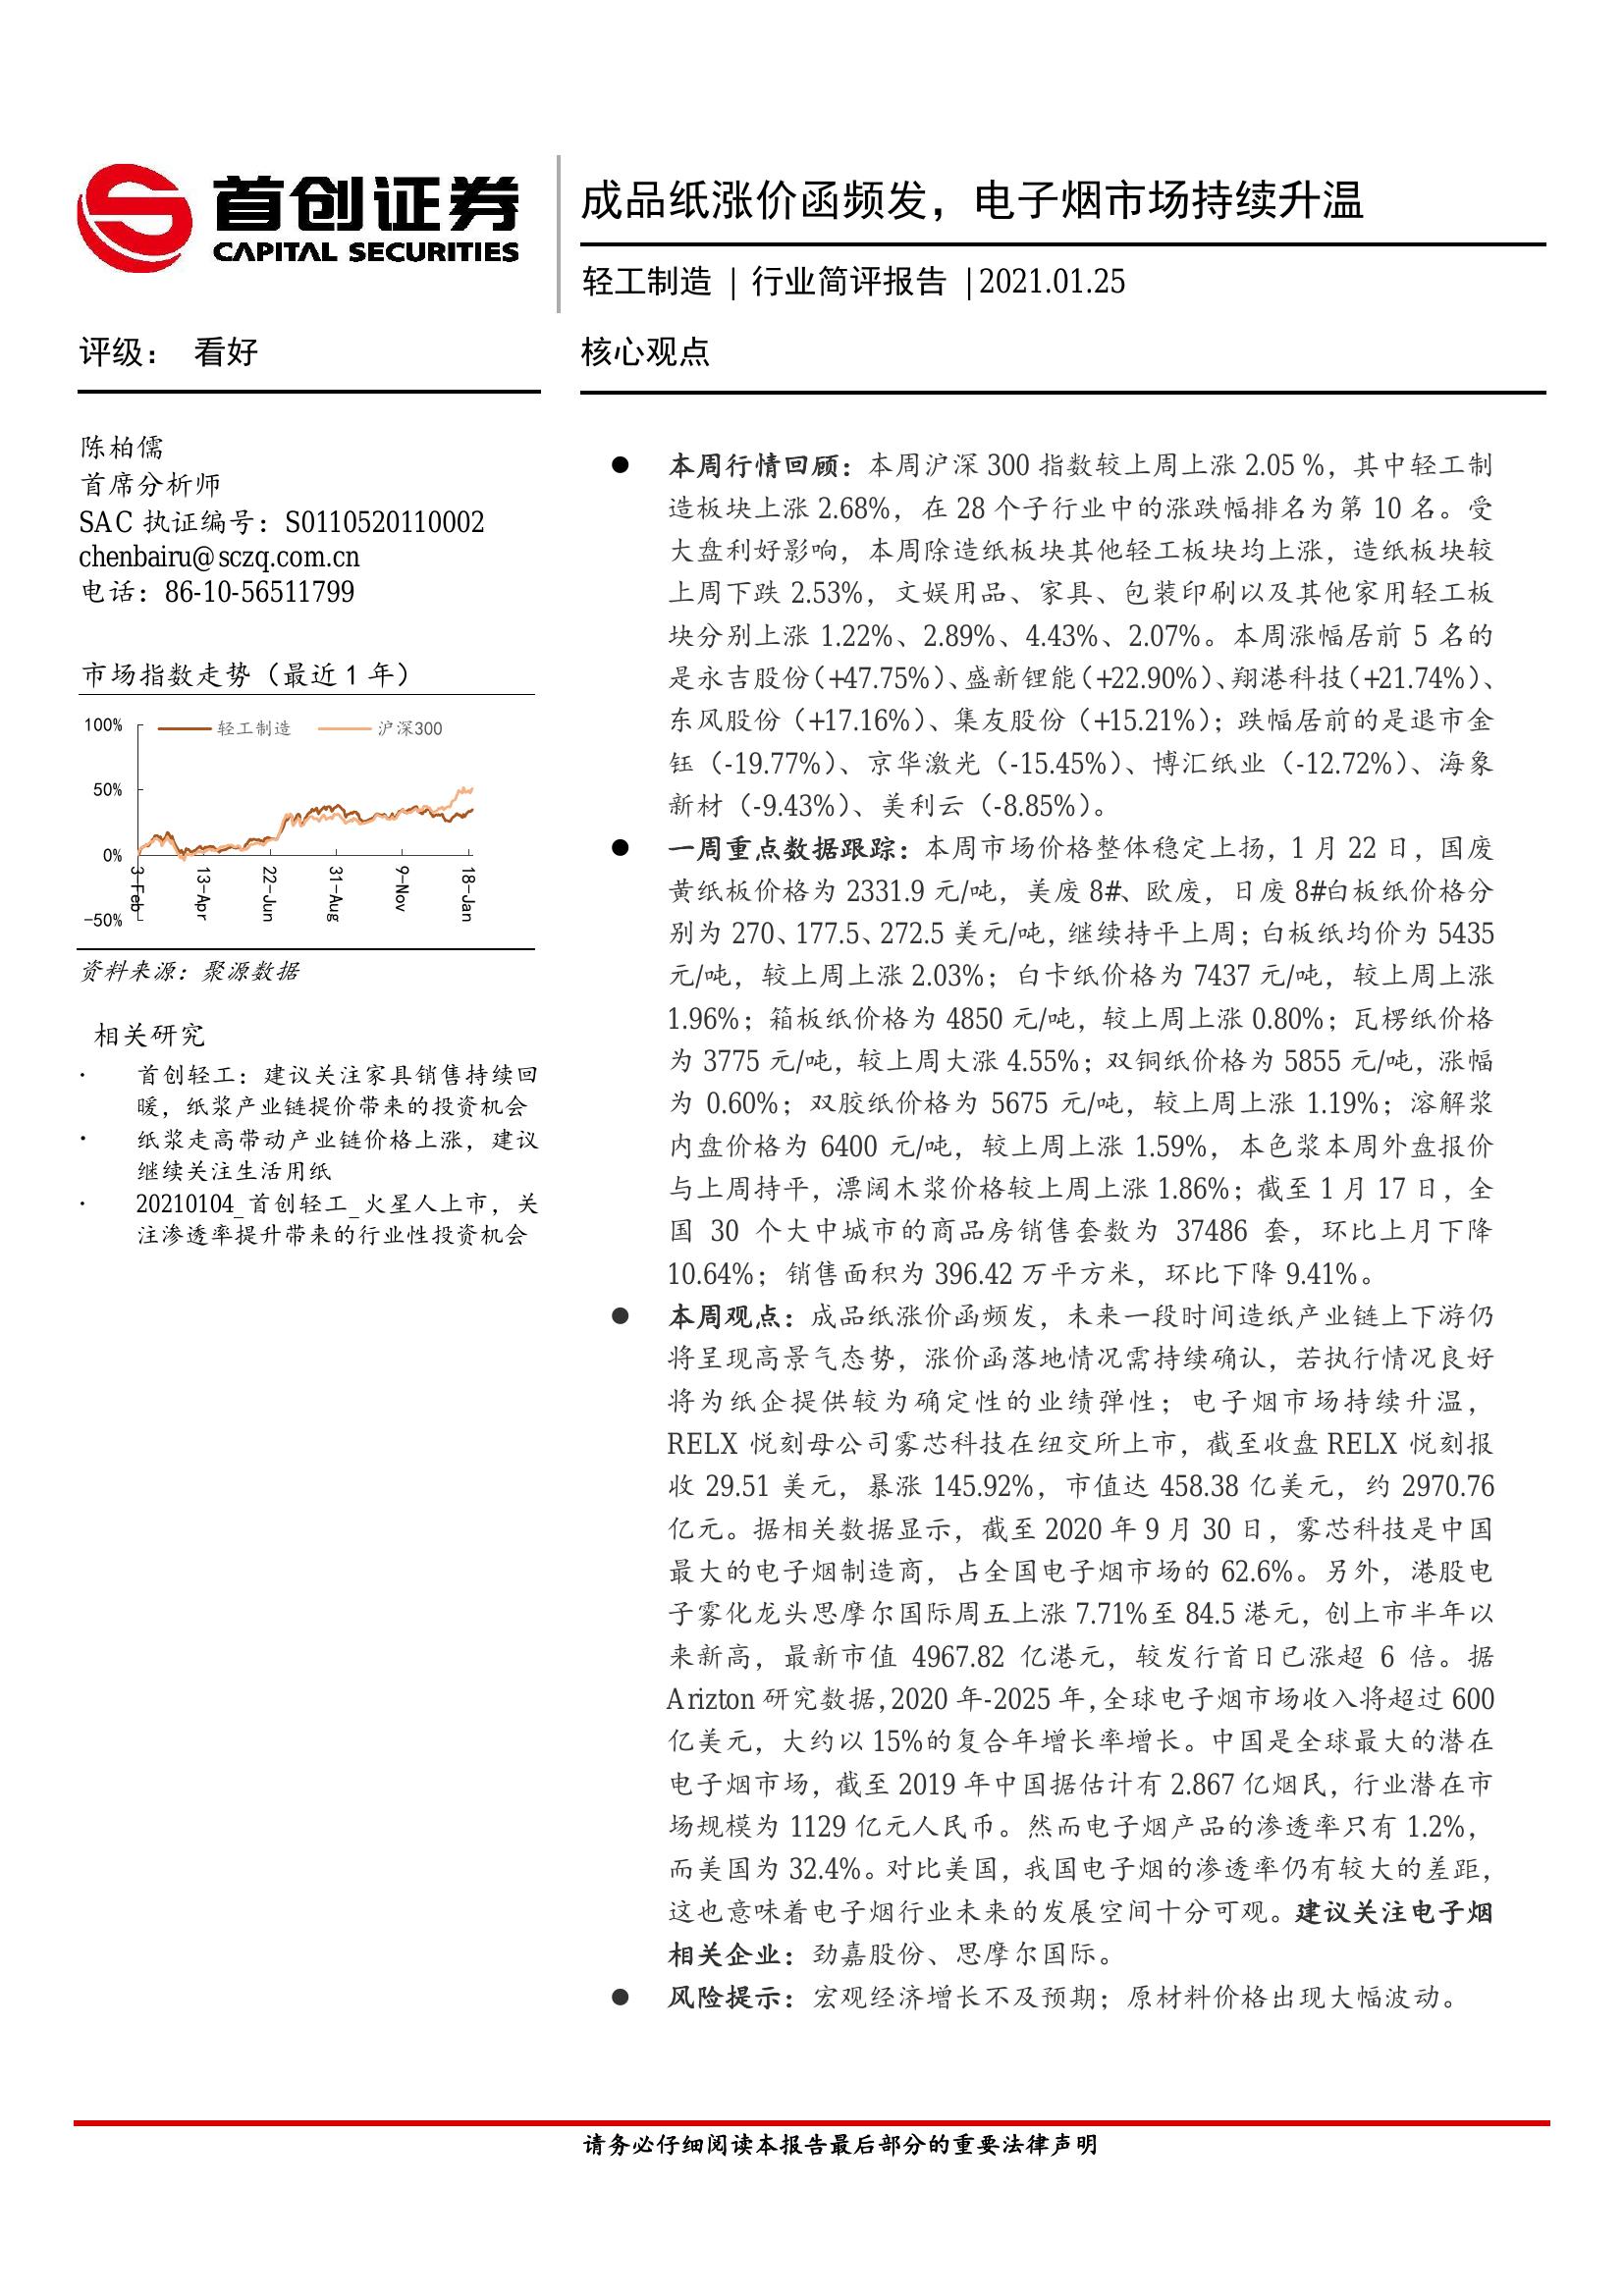 首创证券
CAPITAL SECURITIES
成品纸涨价函频发，电子烟市场持续升温
轻工制造 | 行业简评报告 |2021.01.25
评级： 看好
核心观点
陈柏儒
首席分析师
SAC 执证编号：S0110520110002
chenbairu@sczq.com.cn
电话：86-10-56511799
市场指数走势（最近 1 年）
轻工制造 沪深300
100%
50%
0%
-50%
3-Feb 13-Apr 22-Jun 31-Aug 9-Nov 18-Jan
资料来源：聚源数据
相关研究
· 首创轻工：建议关注家具销售持续回
暖，纸浆产业链提价带来的投资机会
· 纸浆走高带动产业链价格上涨，建议
继续关注生活用纸
· 20210104_首创轻工_火星人上市，关
注渗透率提升带来的行业性投资机会
● 本周行情回顾：本周沪深 300 指数较上周上涨 2.05 %，其中轻工制
造板块上涨 2.68%，在 28 个子行业中的涨跌幅排名为第 10 名。受
大盘利好影响，本周除造纸板块其他轻工板块均上涨，造纸板块较
上周下跌 2.53%，文娱用品、家具、包装印刷以及其他家用轻工板
块分别上涨 1.22%、2.89%、4.43%、2.07%。本周涨幅居前 5 名的
是永吉股份（+47.75%）、盛新锂能（+22.90%）、翔港科技（+21.74%）、
东风股份（+17.16%）、集友股份（+15.21%）；跌幅居前的是退市金
钰（-19.77%）、京华激光（-15.45%）、博汇纸业（-12.72%）、海象
新材（-9.43%）、美利云（-8.85%）。
● 一周重点数据跟踪：本周市场价格整体稳定上扬，1 月 22 日，国废
黄纸板价格为 2331.9 元/吨，美废 8#、欧废，日废 8#白板纸价格分
别为 270、177.5、272.5 美元/吨，继续持平上周；白板纸均价为 5435
元/吨，较上周上涨 2.03%；白卡纸价格为 7437 元/吨，较上周上涨
1.96%；箱板纸价格为 4850 元/吨，较上周上涨 0.80%；瓦楞纸价格
为 3775 元/吨，较上周大涨 4.55%；双铜纸价格为 5855 元/吨，涨幅
为 0.60%；双胶纸价格为 5675 元/吨，较上周上涨 1.19%；溶解浆
内盘价格为 6400 元/吨，较上周上涨 1.59%，本色浆本周外盘报价
与上周持平，漂阔木浆价格较上周上涨 1.86%；截至 1 月 17 日，全
国 30 个大中城市的商品房销售套数为 37486 套，环比上月下降
10.64%；销售面积为 396.42 万平方米，环比下降 9.41%。
● 本周观点：成品纸涨价函频发，未来一段时间造纸产业链上下游仍
将呈现高景气态势，涨价函落地情况需持续确认，若执行情况良好
将为纸企提供较为确定性的业绩弹性；电子烟市场持续升温，
RELX 悦刻母公司雾芯科技在纽交所上市，截至收盘 RELX 悦刻报
收 29.51 美元，暴涨 145.92%，市值达 458.38 亿美元，约 2970.76
亿元。据相关数据显示，截至 2020 年 9 月 30 日，雾芯科技是中国
最大的电子烟制造商，占全国电子烟市场的 62.6%。另外，港股电
子雾化龙头思摩尔国际周五上涨 7.71%至 84.5 港元，创上市半年以
来新高，最新市值 4967.82 亿港元，较发行首日已涨超 6 倍。据
Arizton 研究数据，2020 年-2025 年，全球电子烟市场收入将超过 600
亿美元，大约以 15%的复合年增长率增长。中国是全球最大的潜在
电子烟市场，截至 2019 年中国据估计有 2.867 亿烟民，行业潜在市
场规模为 1129 亿元人民币。然而电子烟产品的渗透率只有 1.2%，
而美国为 32.4%。对比美国，我国电子烟的渗透率仍有较大的差距，
这也意味着电子烟行业未来的发展空间十分可观。建议关注电子烟
相关企业：劲嘉股份、思摩尔国际。
● 风险提示：宏观经济增长不及预期；原材料价格出现大幅波动。
请务必仔细阅读本报告最后部分的重要法律声明